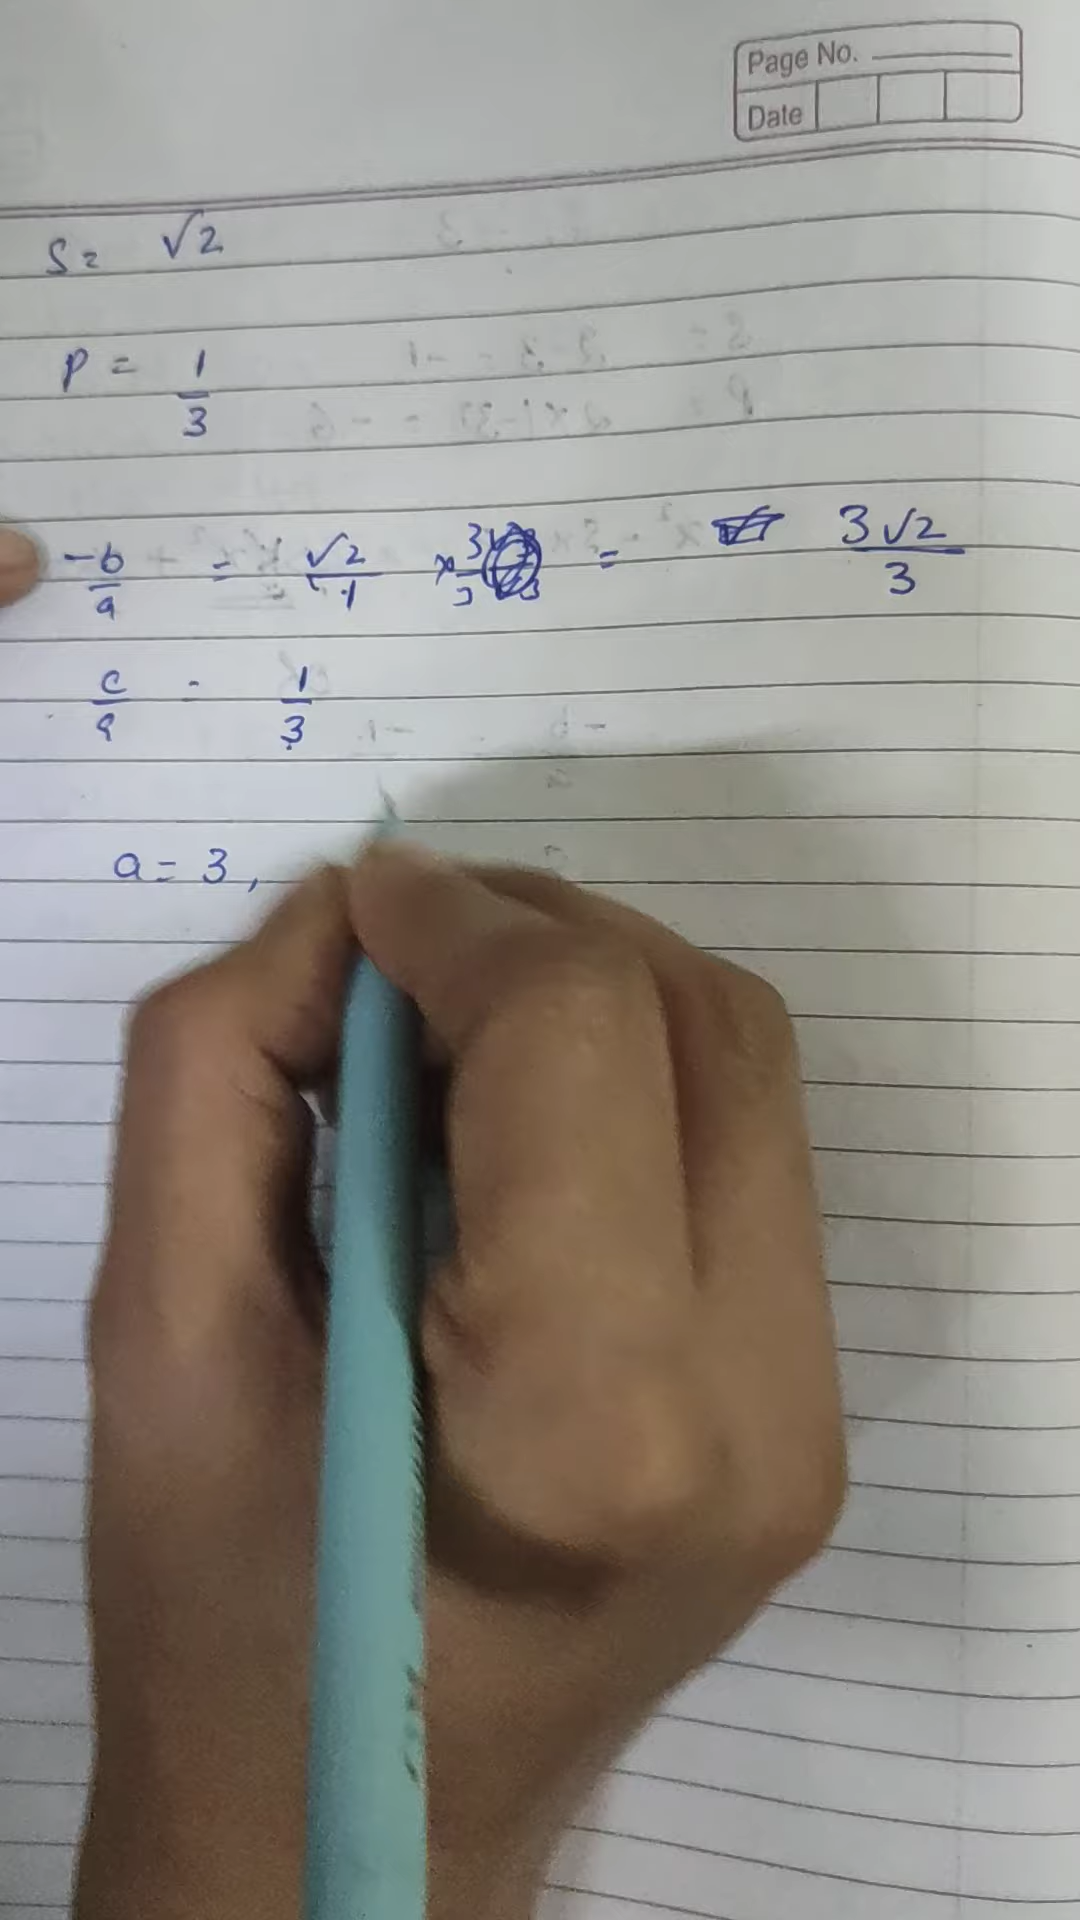 Page No.
Date
S = √2
P = 1/3
-b/a = √2/1 × 3/3 = 3√2/3
c/a = 1/3
a = 3,